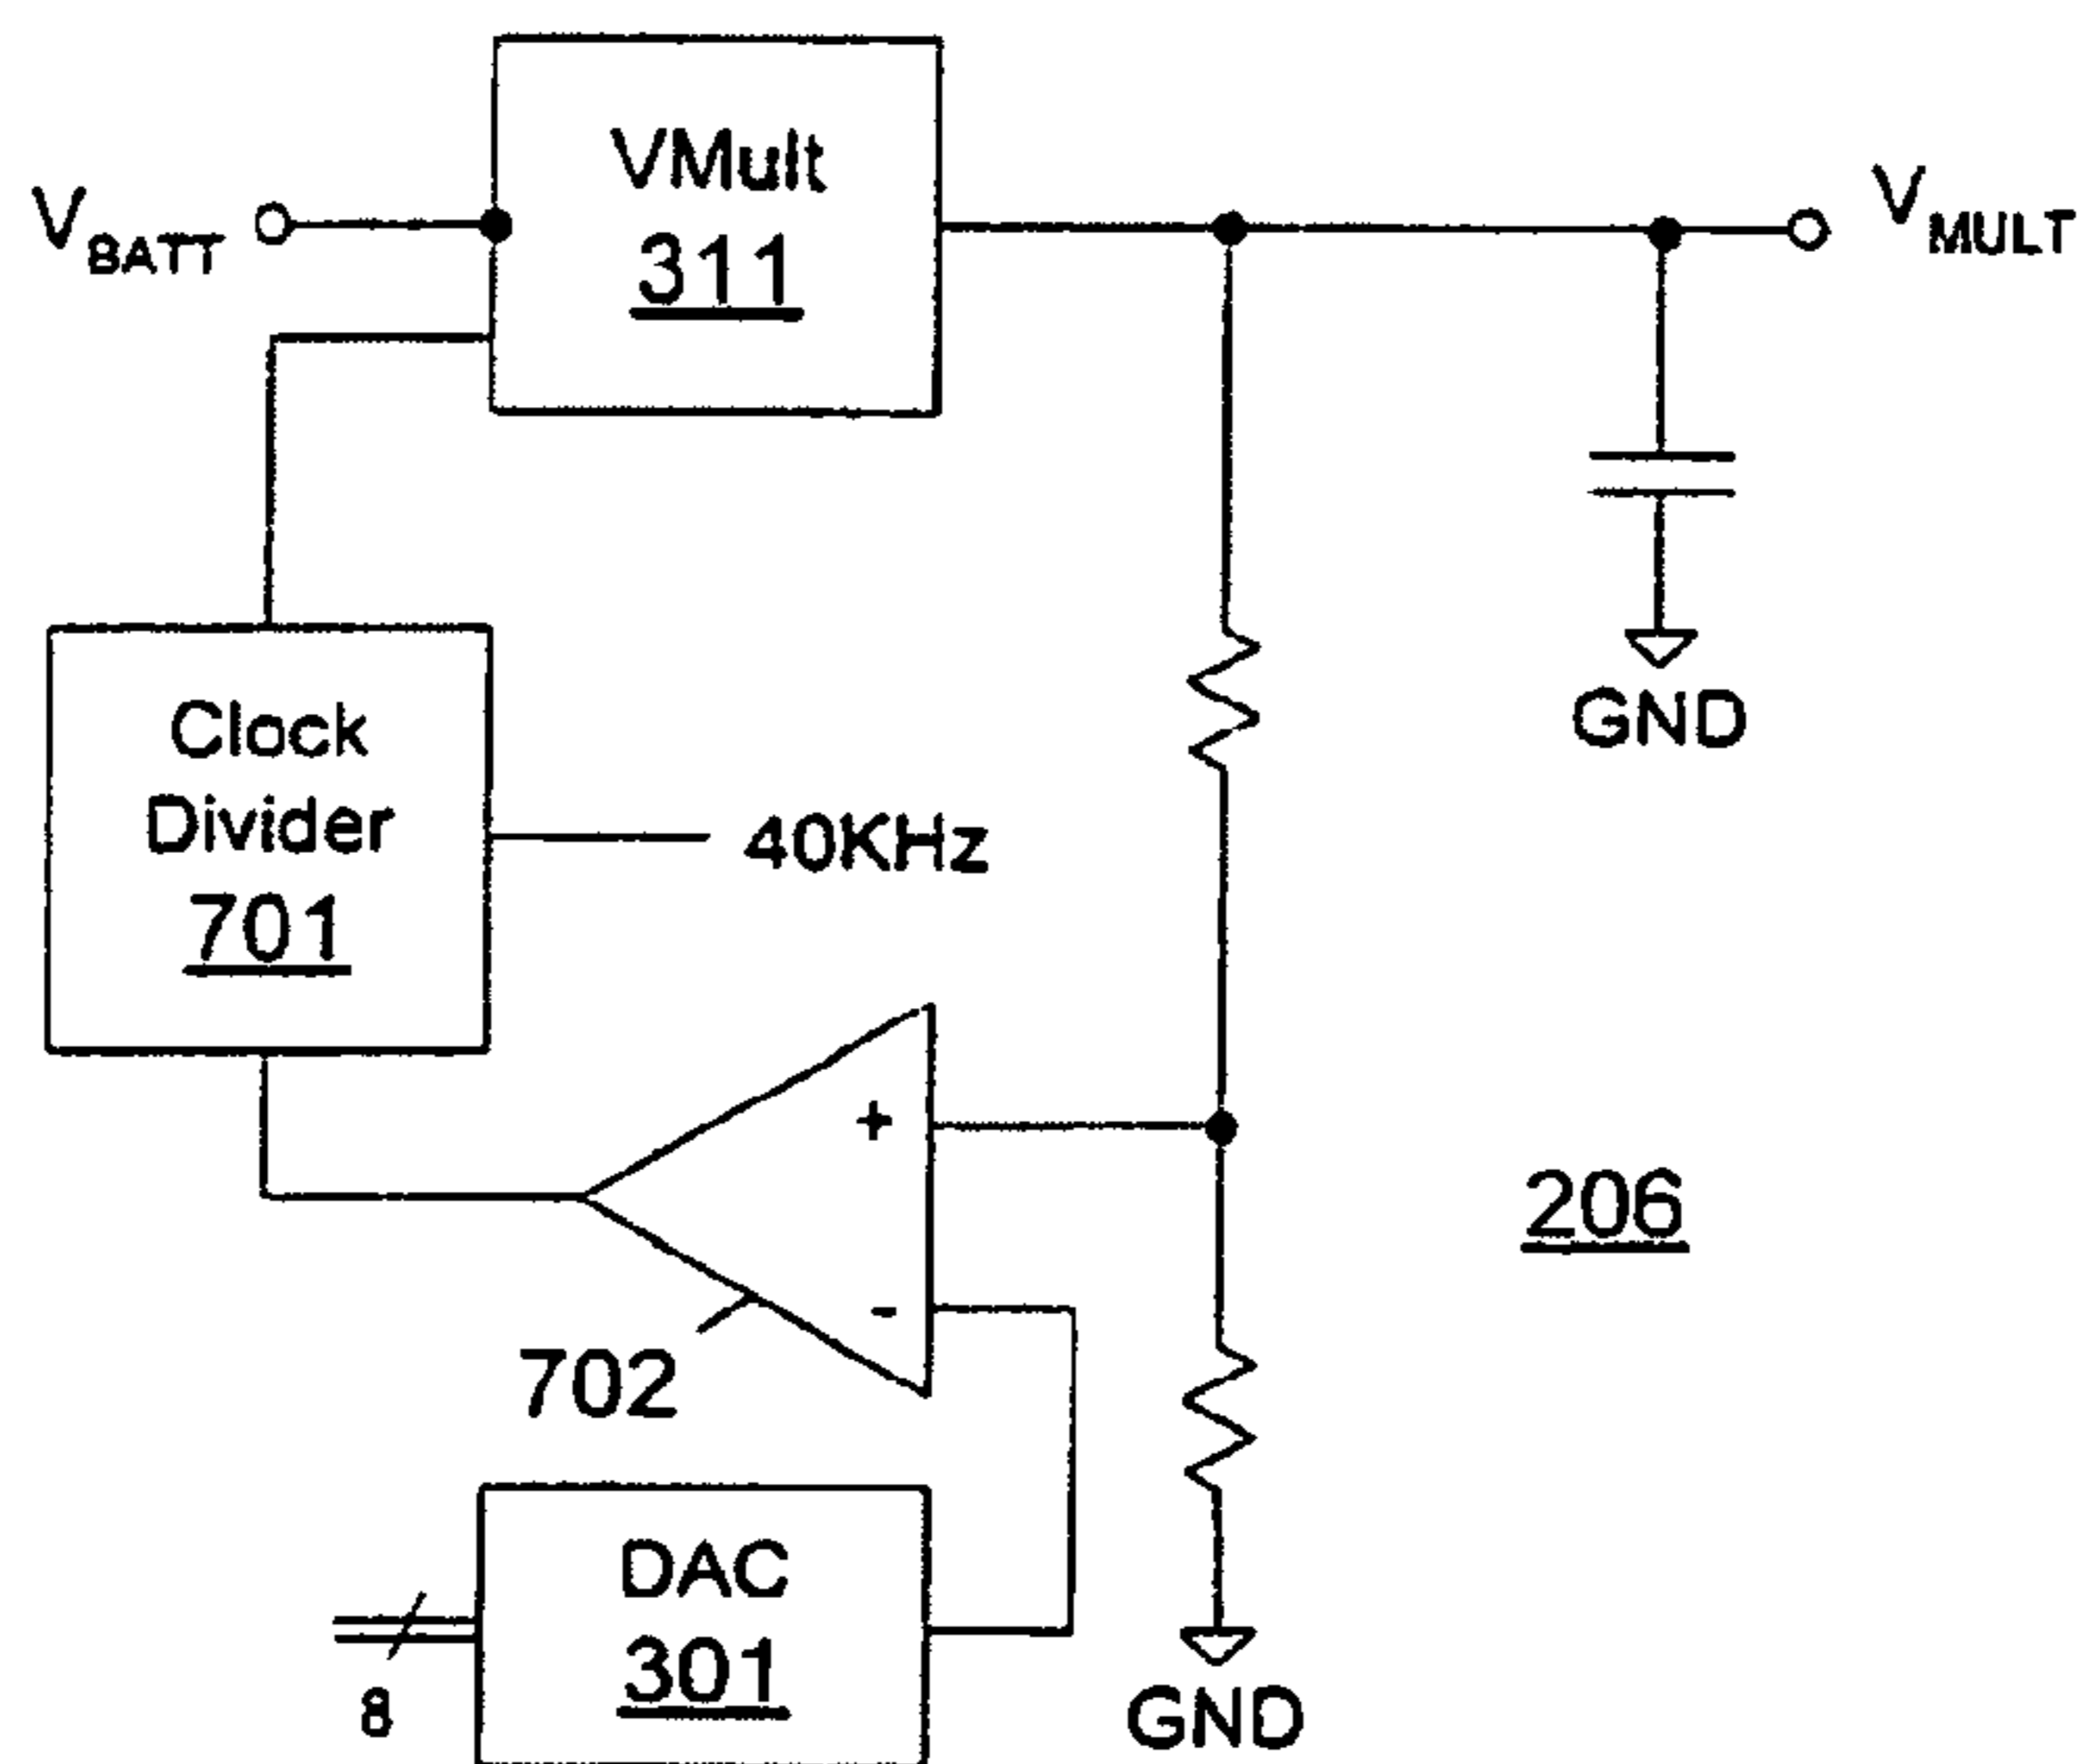 VMult
311
VBATT
VMULT
GND
Clock
Divider
701
40KHz
+
206
-
702
DAC
301
8
GND